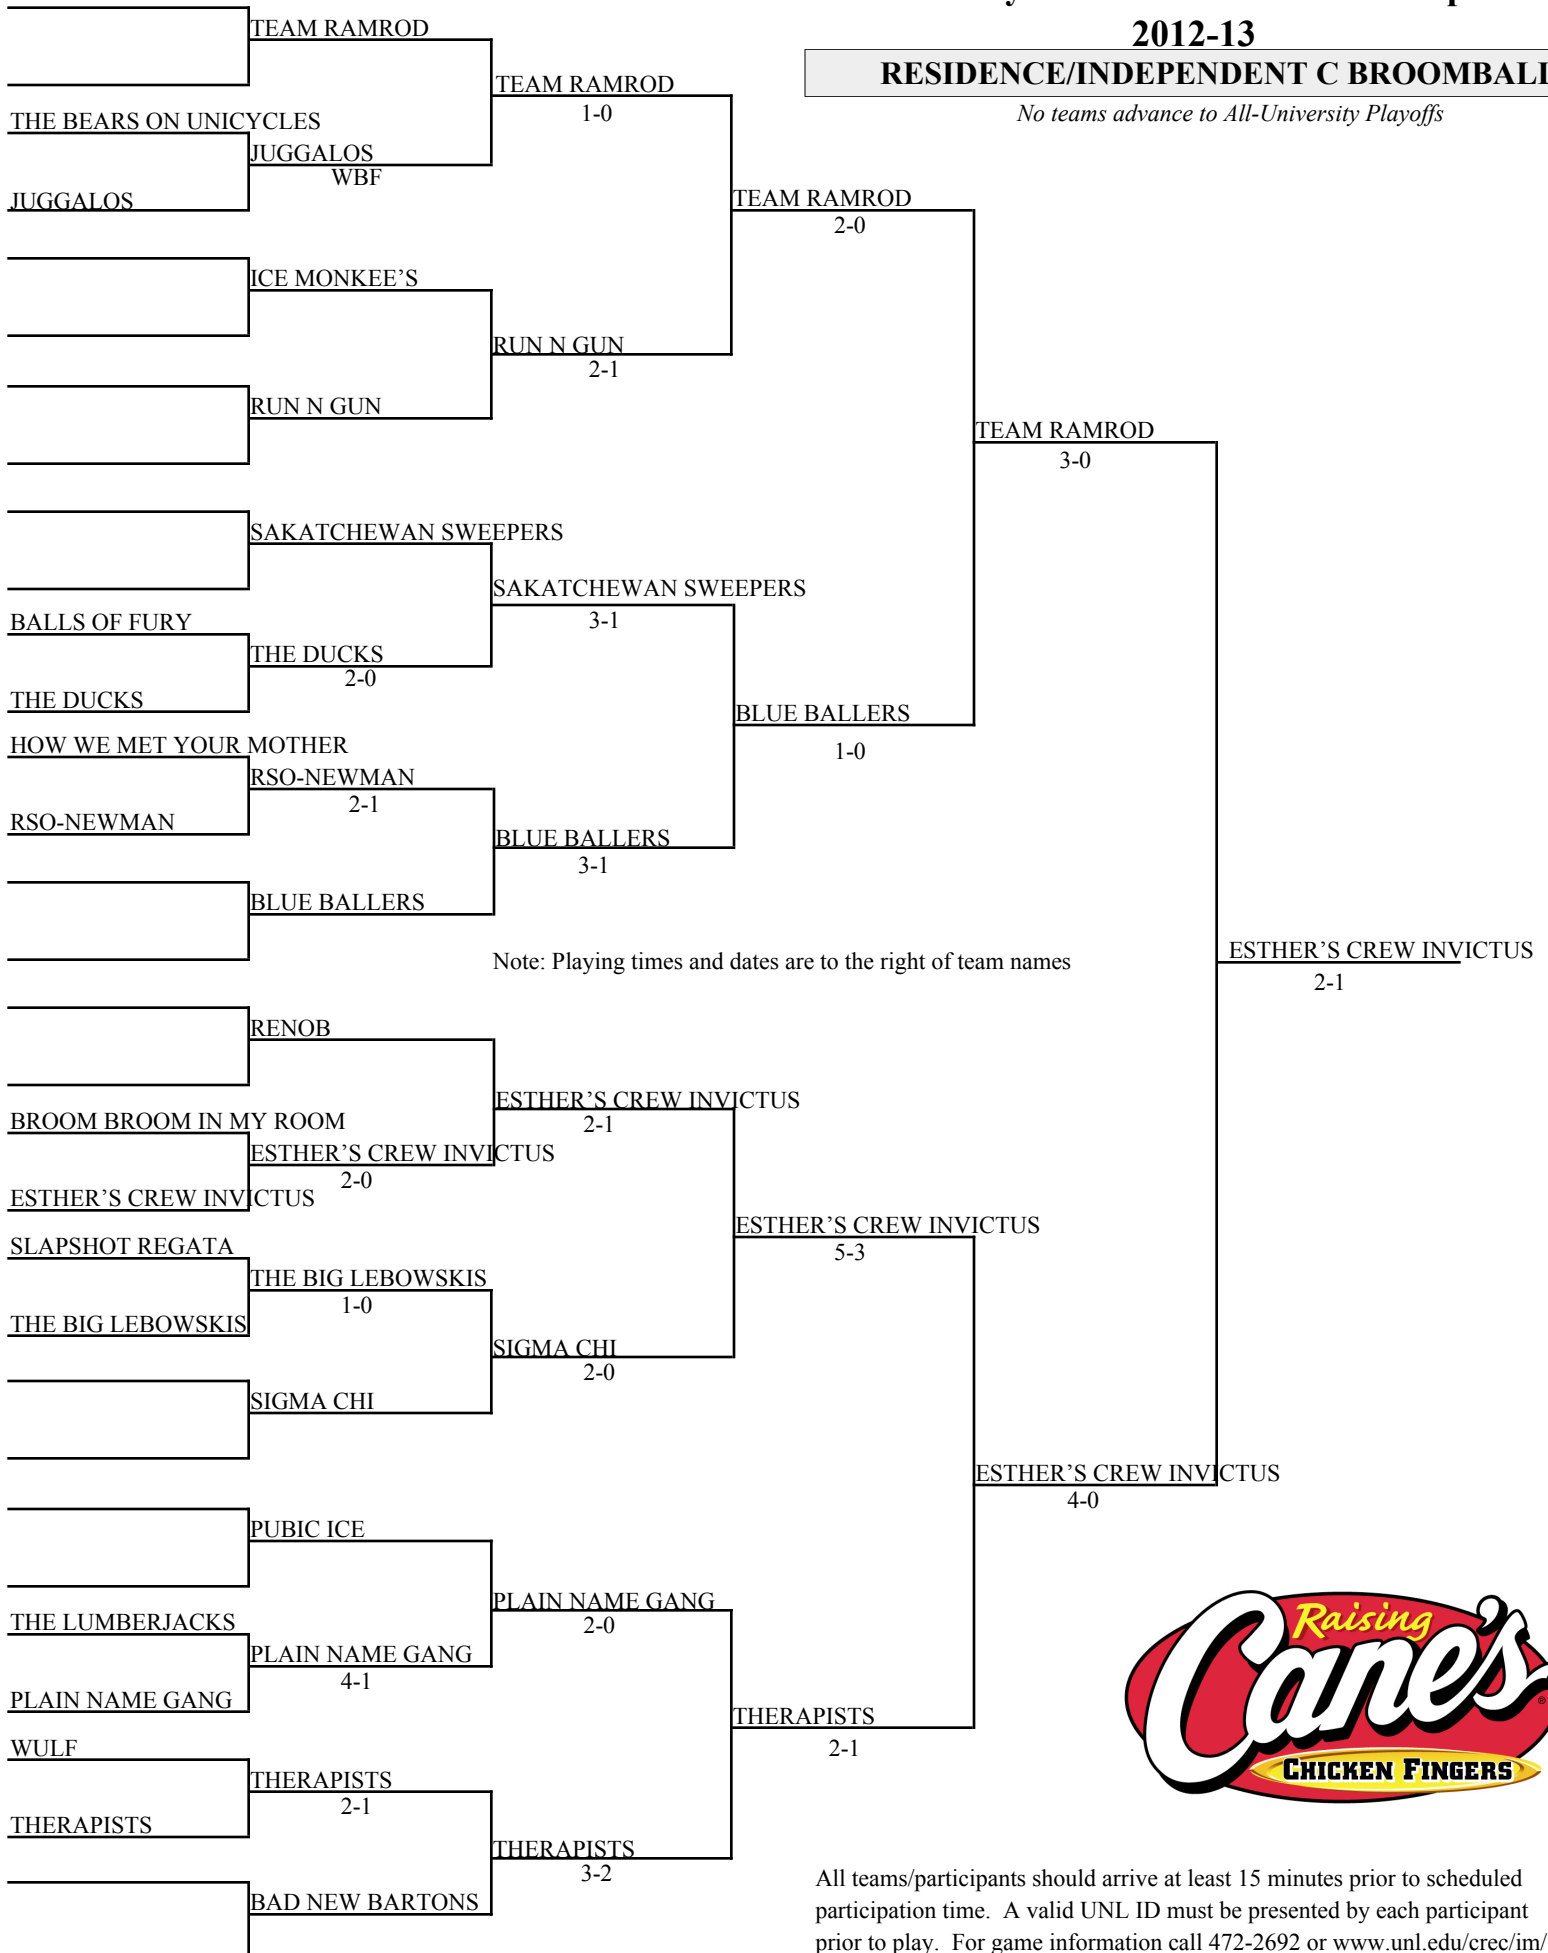 2012-13
RESIDENCE/INDEPENDENT C BROOMBALL
No teams advance to All-University Playoffs
TEAM RAMROD
THE BEARS ON UNICYCLES
JUGGALOS
WBF
JUGGALOS
TEAM RAMROD
1-0
ICE MONKEE'S
RUN N GUN
RUN N GUN
2-1
TEAM RAMROD
2-0
SAKATCHEWAN SWEEPERS
BALLS OF FURY
THE DUCKS
2-0
THE DUCKS
SAKATCHEWAN SWEEPERS
3-1
HOW WE MET YOUR MOTHER
RSO-NEWMAN
2-1
RSO-NEWMAN
BLUE BALLERS
3-1
BLUE BALLERS
BLUE BALLERS
1-0
TEAM RAMROD
3-0
Note: Playing times and dates are to the right of team names
ESTHER'S CREW INVICTUS
2-1
RENOB
BROOM BROOM IN MY ROOM
ESTHER'S CREW INVICTUS
2-0
ESTHER'S CREW INVICTUS
ESTHER'S CREW INVICTUS
2-1
SLAPSHOT REGATA
THE BIG LEBOWSKIS
1-0
THE BIG LEBOWSKIS
SIGMA CHI
2-0
SIGMA CHI
ESTHER'S CREW INVICTUS
5-3
PUBIC ICE
THE LUMBERJACKS
PLAIN NAME GANG
4-1
PLAIN NAME GANG
PLAIN NAME GANG
2-0
WULF
THERAPISTS
2-1
THERAPISTS
THERAPISTS
3-2
BAD NEW BARTONS
THERAPISTS
2-1
ESTHER'S CREW INVICTUS
4-0
Raising
Cane's
CHICKEN FINGERS
All teams/participants should arrive at least 15 minutes prior to scheduled
participation time. A valid UNL ID must be presented by each participant
prior to play. For game information call 472-2692 or www.unl.edu/crec/im/